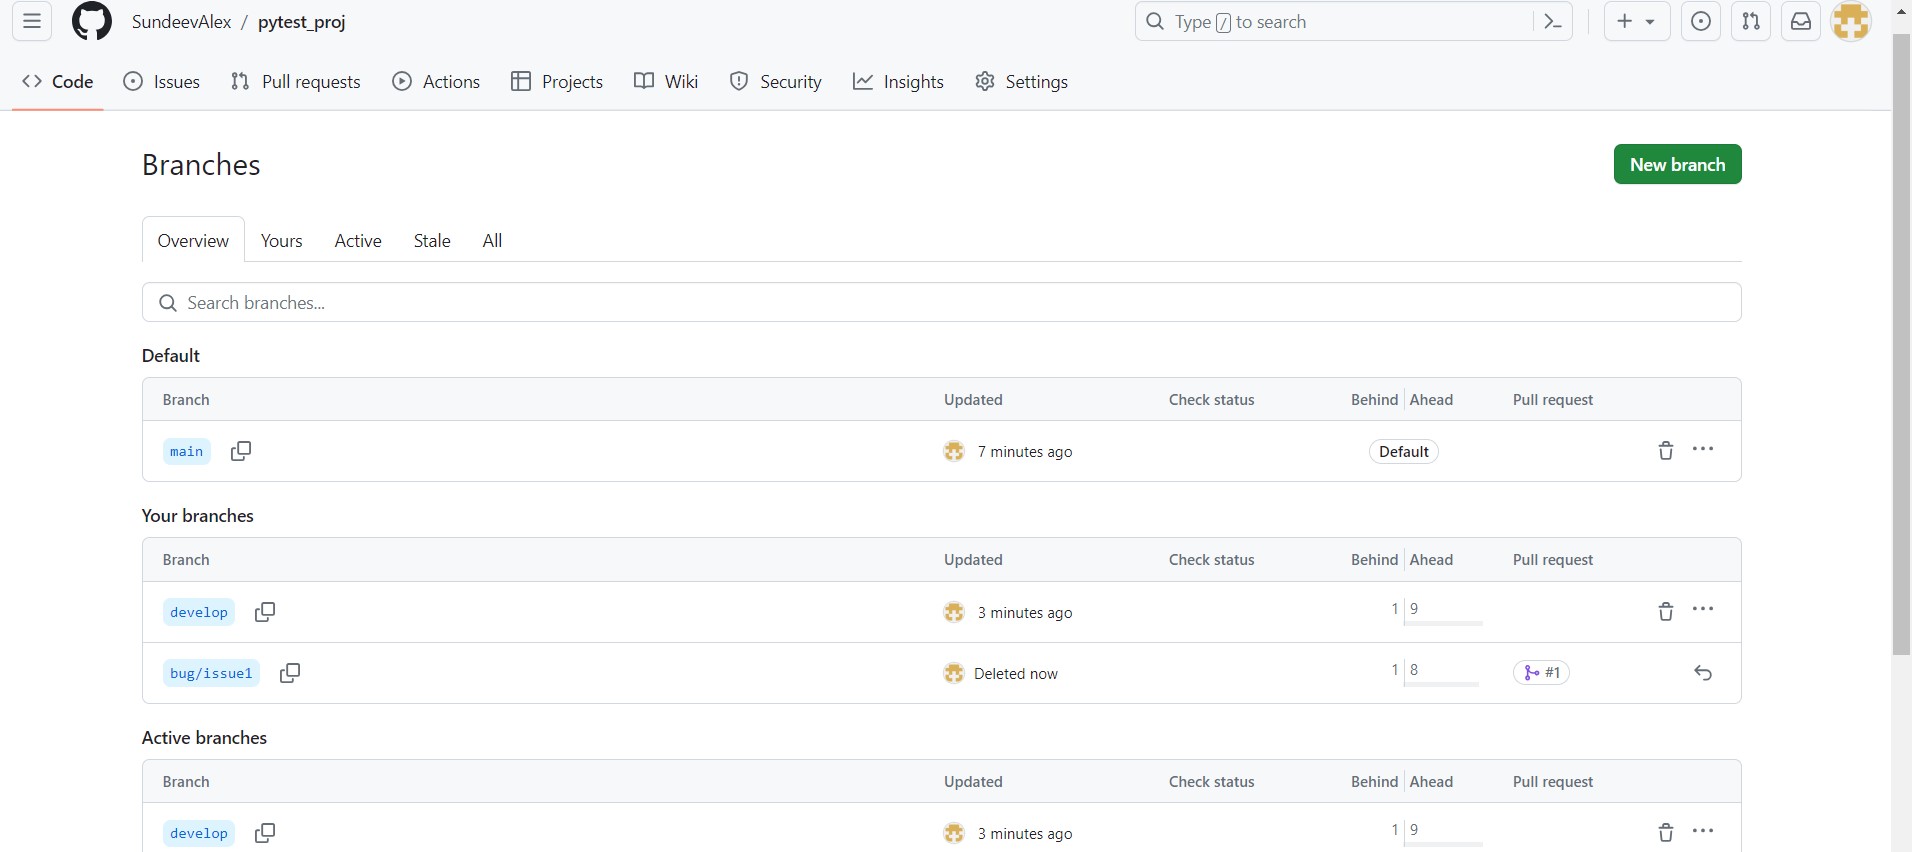 SundeevAlex / pytest_proj Type / to search
Code Issues Pull requests Actions Projects Wiki Security Insights Settings
Branches New branch
Overview Yours Active Stale All
Search branches...
Default
Branch Updated Check status Behind Ahead Pull request
main 7 minutes ago Default
Your branches
Branch Updated Check status Behind Ahead Pull request
develop 3 minutes ago 1 9
bug/issue1 Deleted now 1 8 #1
Active branches
Branch Updated Check status Behind Ahead Pull request
develop 3 minutes ago 1 9